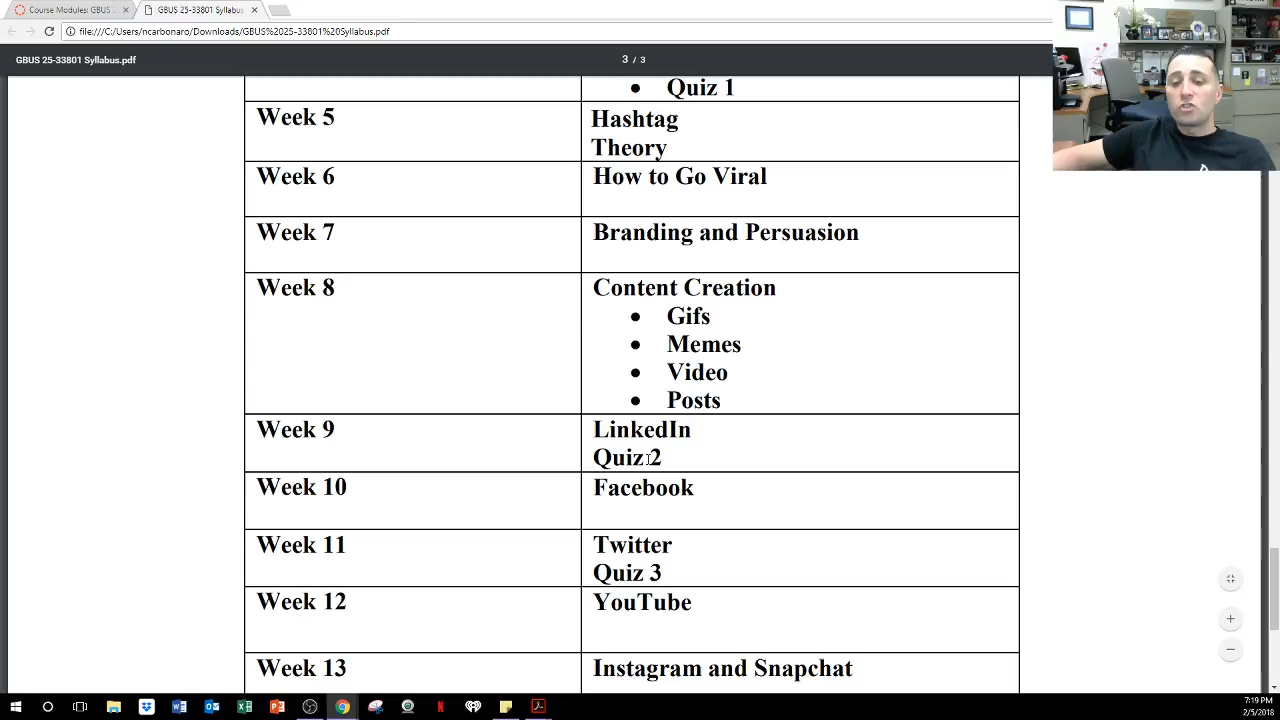 Course Modules: GBUS 2
GBUS 25-33801 Syllabus
file:///C:/Users/ncarbonaro/Downloads/GBUS%2025-33801%20Syllabus.pdf
GBUS 25-33801 Syllabus.pdf
3 / 3
• Quiz 1
Week 5
Hashtag
Theory
Week 6
How to Go Viral
Week 7
Branding and Persuasion
Week 8
Content Creation
• Gifs
• Memes
• Video
• Posts
Week 9
LinkedIn
Quiz 2
Week 10
Facebook
Week 11
Twitter
Quiz 3
Week 12
YouTube
Week 13
Instagram and Snapchat
7:19 PM
2/5/2018